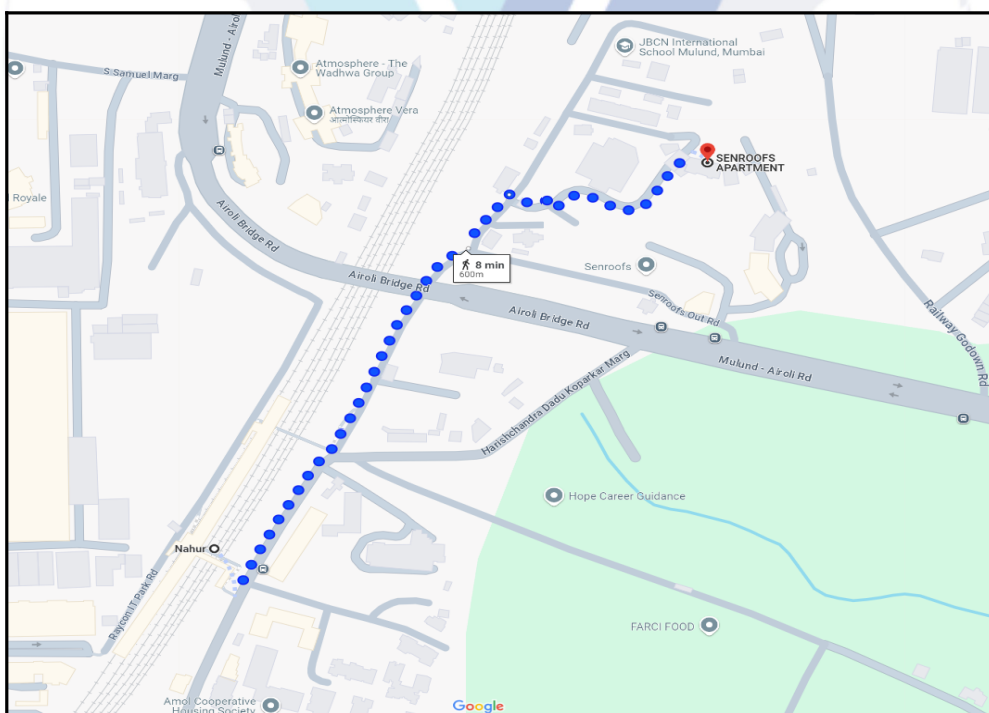 Mulund - Airoli
S Samuel Marg
Atmosphere - The
Wadhwa Group
Atmosphere Vera
आत्मोस्फियर वीरा
JBCN International
School Mulund, Mumbai
SENROOFS
APARTMENT
l Royale
Airoli Bridge Rd
Airoli Bridge Rd
8 min
600m
Senroofs
Senroofs Out Rd
Airoli Bridge Rd
Mulund - Airoli Rd
Railway Godown Rd
Harishchandra Dadu Koparkar Marg
Hope Career Guidance
Nahur
Raycon IT Park Rd
FARCI FOOD
Amol Cooperative
Housing Society
Google